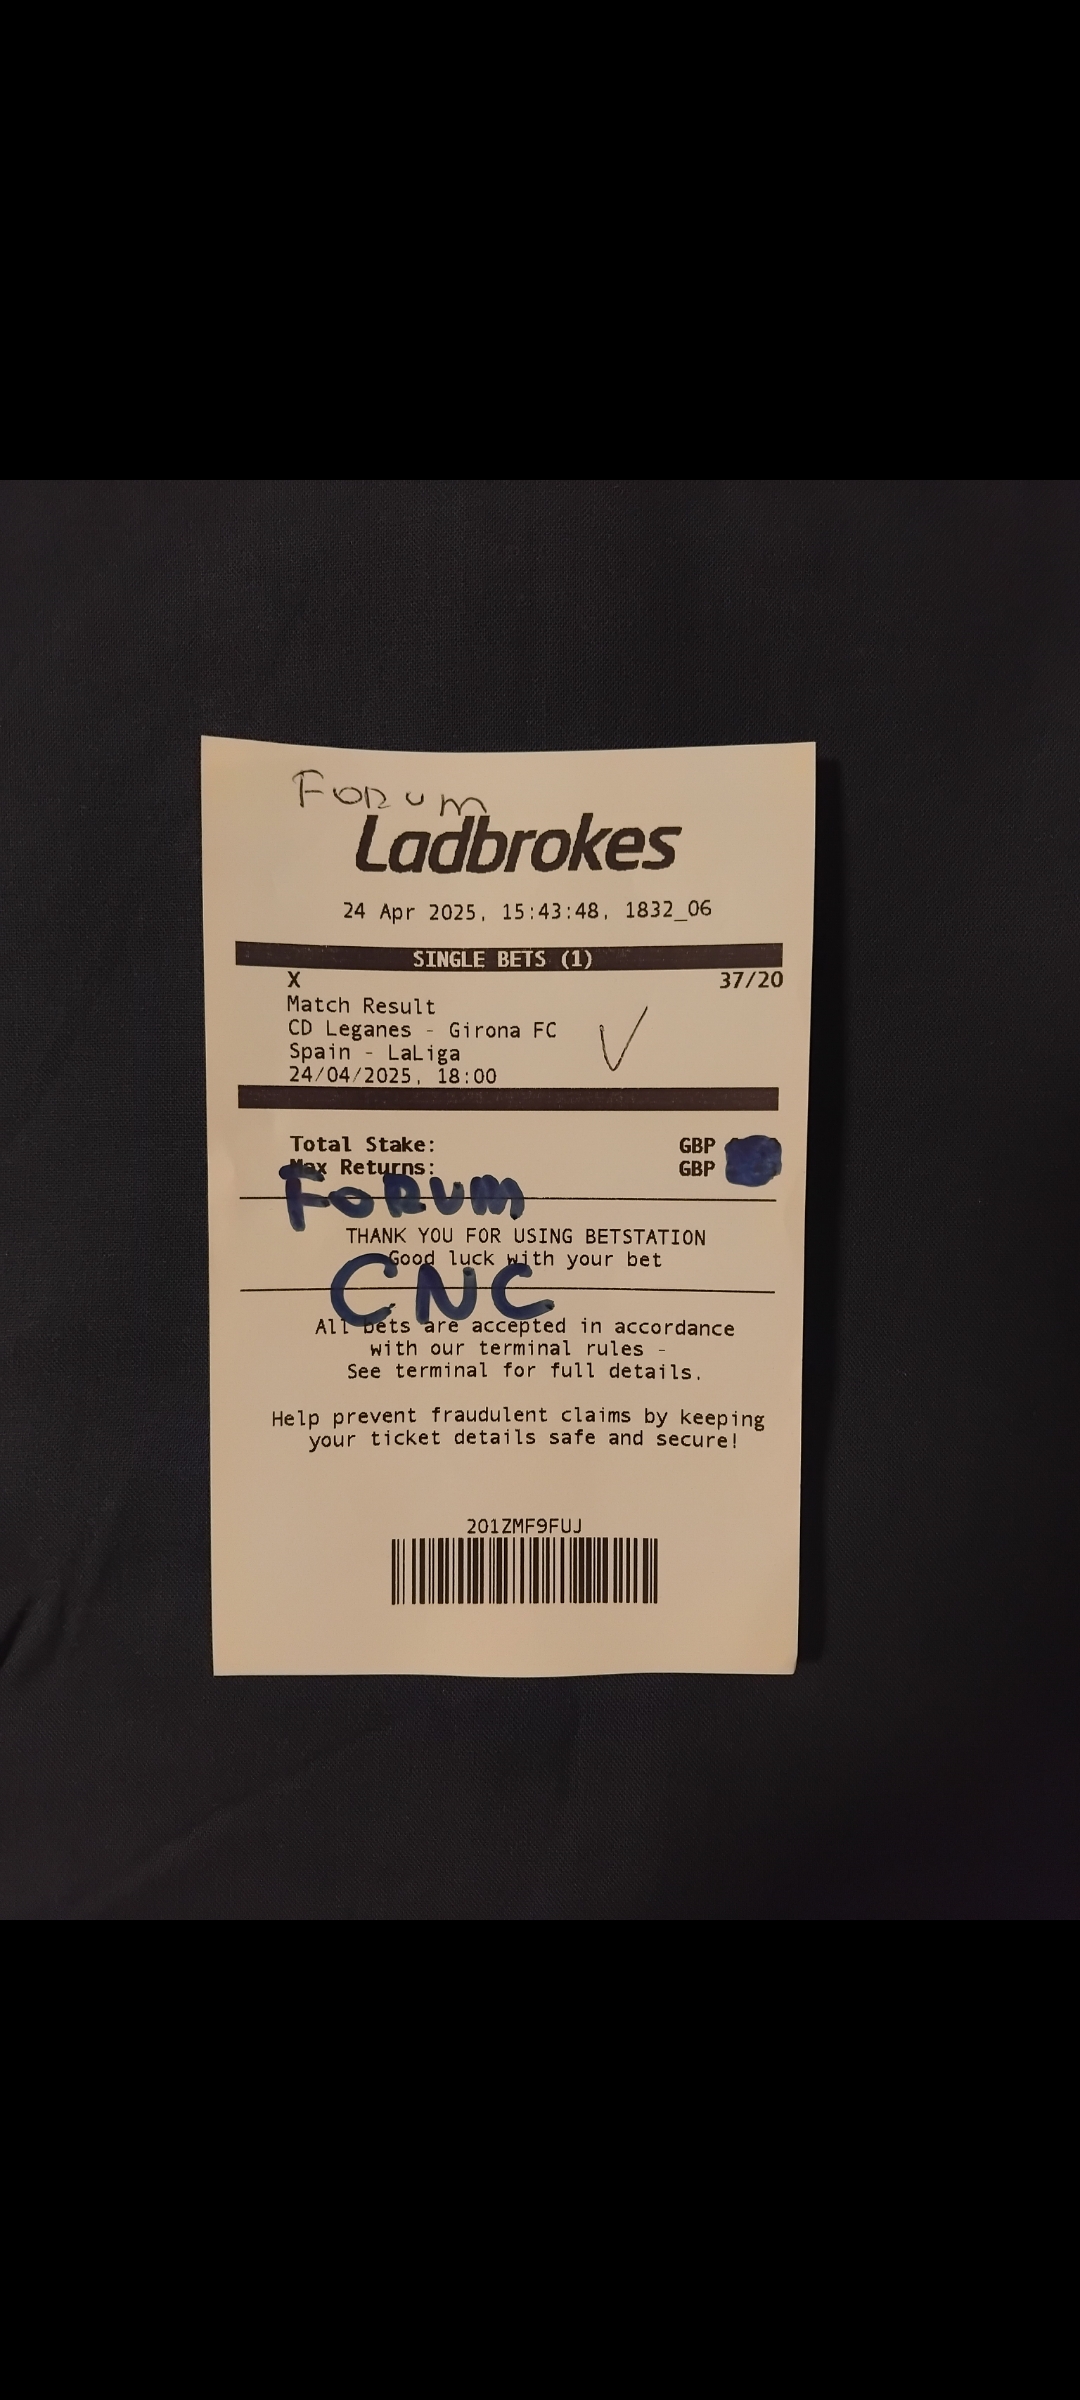 Forum
Ladbrokes
24 Apr 2025, 15:43:48, 1832_06
SINGLE BETS (1)
X 37/20
Match Result
CD Leganes - Girona FC
Spain - LaLiga
24/04/2025, 18:00
Total Stake: GBP
Max Returns: GBP
FORUM
THANK YOU FOR USING BETSTATION
Good luck with your bet
CNC
All bets are accepted in accordance
with our terminal rules -
See terminal for full details.
Help prevent fraudulent claims by keeping
your ticket details safe and secure!
201ZMF9FUJ